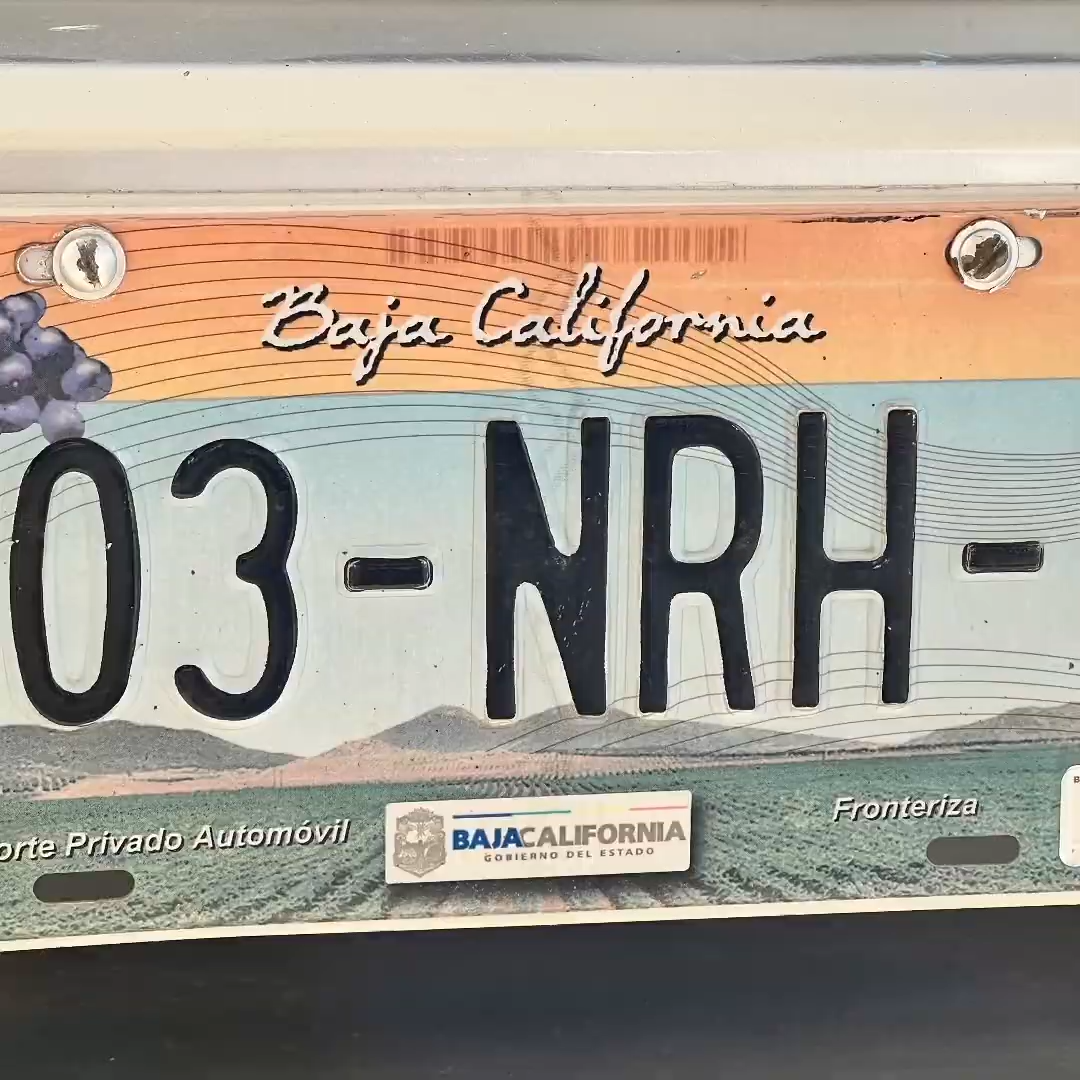 Baja California
03-NRH-
orte Privado Automóvil
Fronteriza
BAJACALIFORNIA
GOBIERNO DEL ESTADO